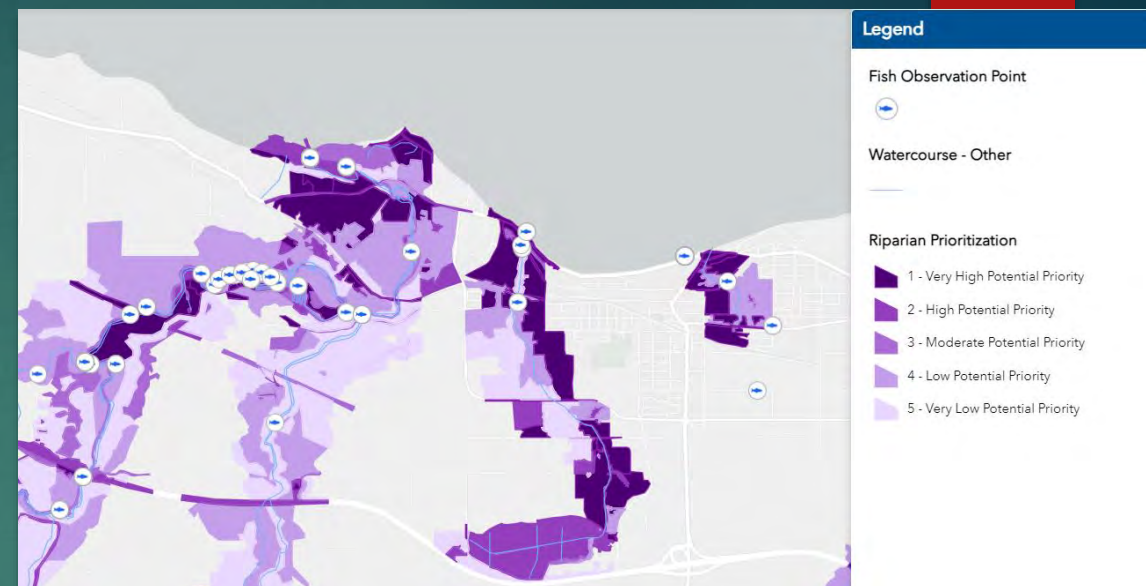 Legend
Fish Observation Point
Watercourse - Other
Riparian Prioritization
1 - Very High Potential Priority
2 - High Potential Priority
3 - Moderate Potential Priority
4 - Low Potential Priority
5 - Very Low Potential Priority